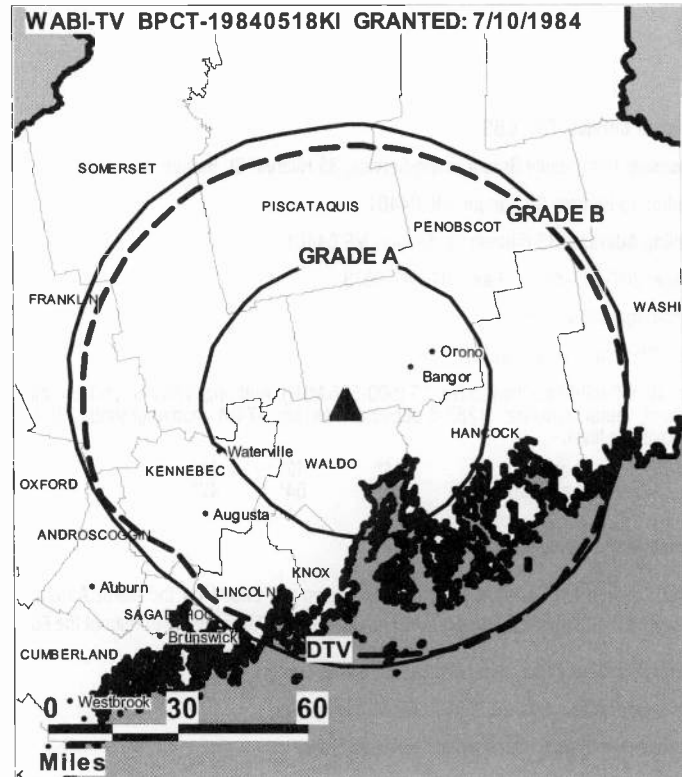 WABI-TV BPCT-19840518KI GRANTED: 7/10/1984
SOMERSET
PISCATAQUIS
GRADE B
PENOBSCOT
GRADE A
FRANKLIN
WASHI
Orono
Bangor
HANCOCK
Waterville
WALDO
KENNEBEC
OXFORD
Augusta
ANDROSCOGGIN
KNOX
Auburn
LINCOLN
SAGADAHOC
Brunswick
DTV
CUMBERLAND
Westbrook
0 30 60
Miles